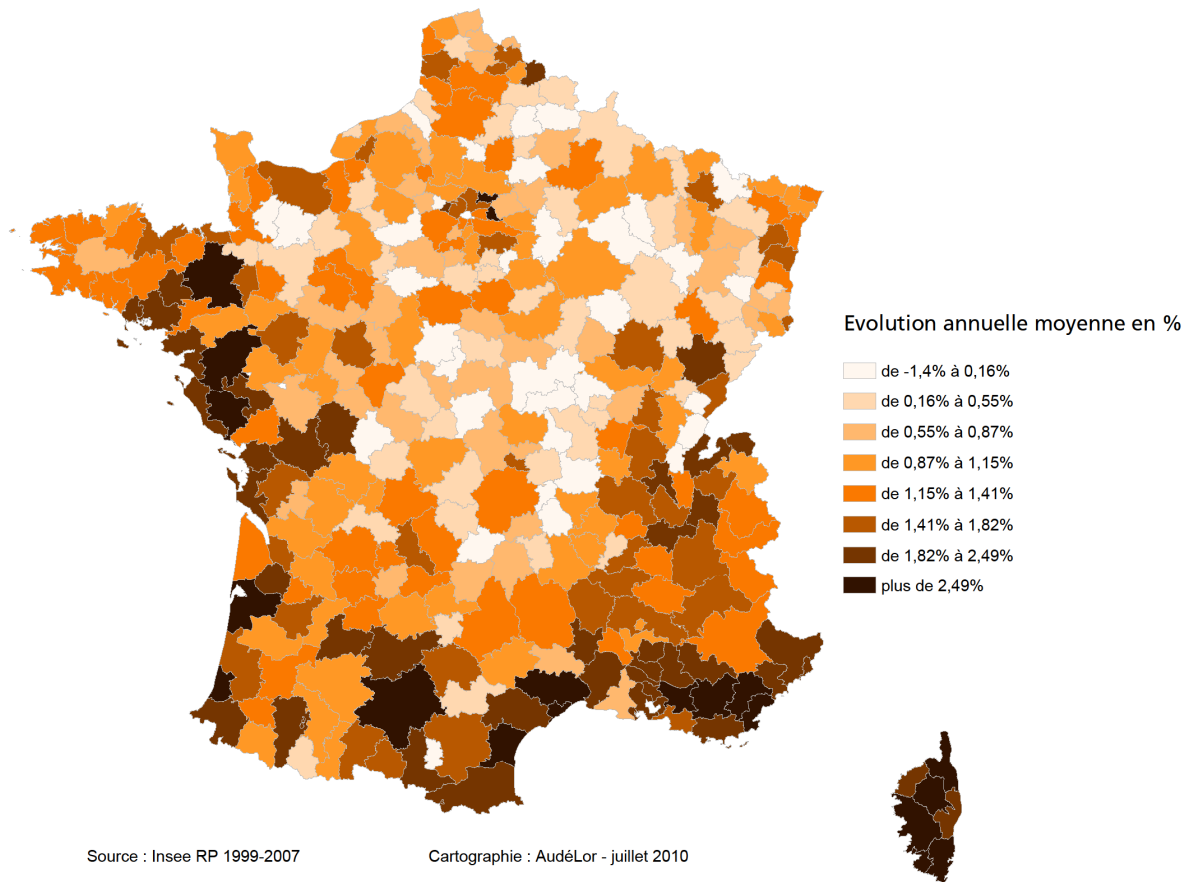 Evolution annuelle moyenne en %
de -1,4% à 0,16%
de 0,16% à 0,55%
de 0,55% à 0,87%
de 0,87% à 1,15%
de 1,15% à 1,41%
de 1,41% à 1,82%
de 1,82% à 2,49%
plus de 2,49%
Source : Insee RP 1999-2007
Cartographie : AudéLor - juillet 2010